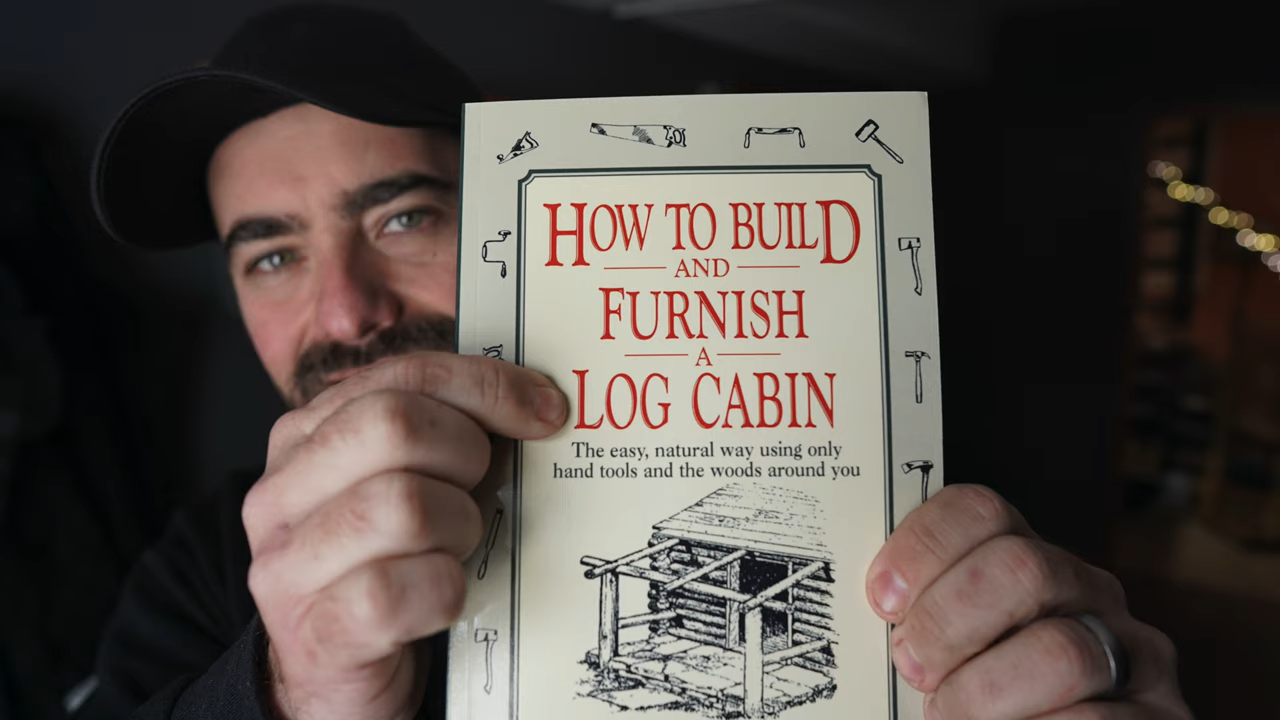 HOW TO BUILD
AND
FURNISH
A
LOG CABIN
The easy, natural way using only
hand tools and the woods around you